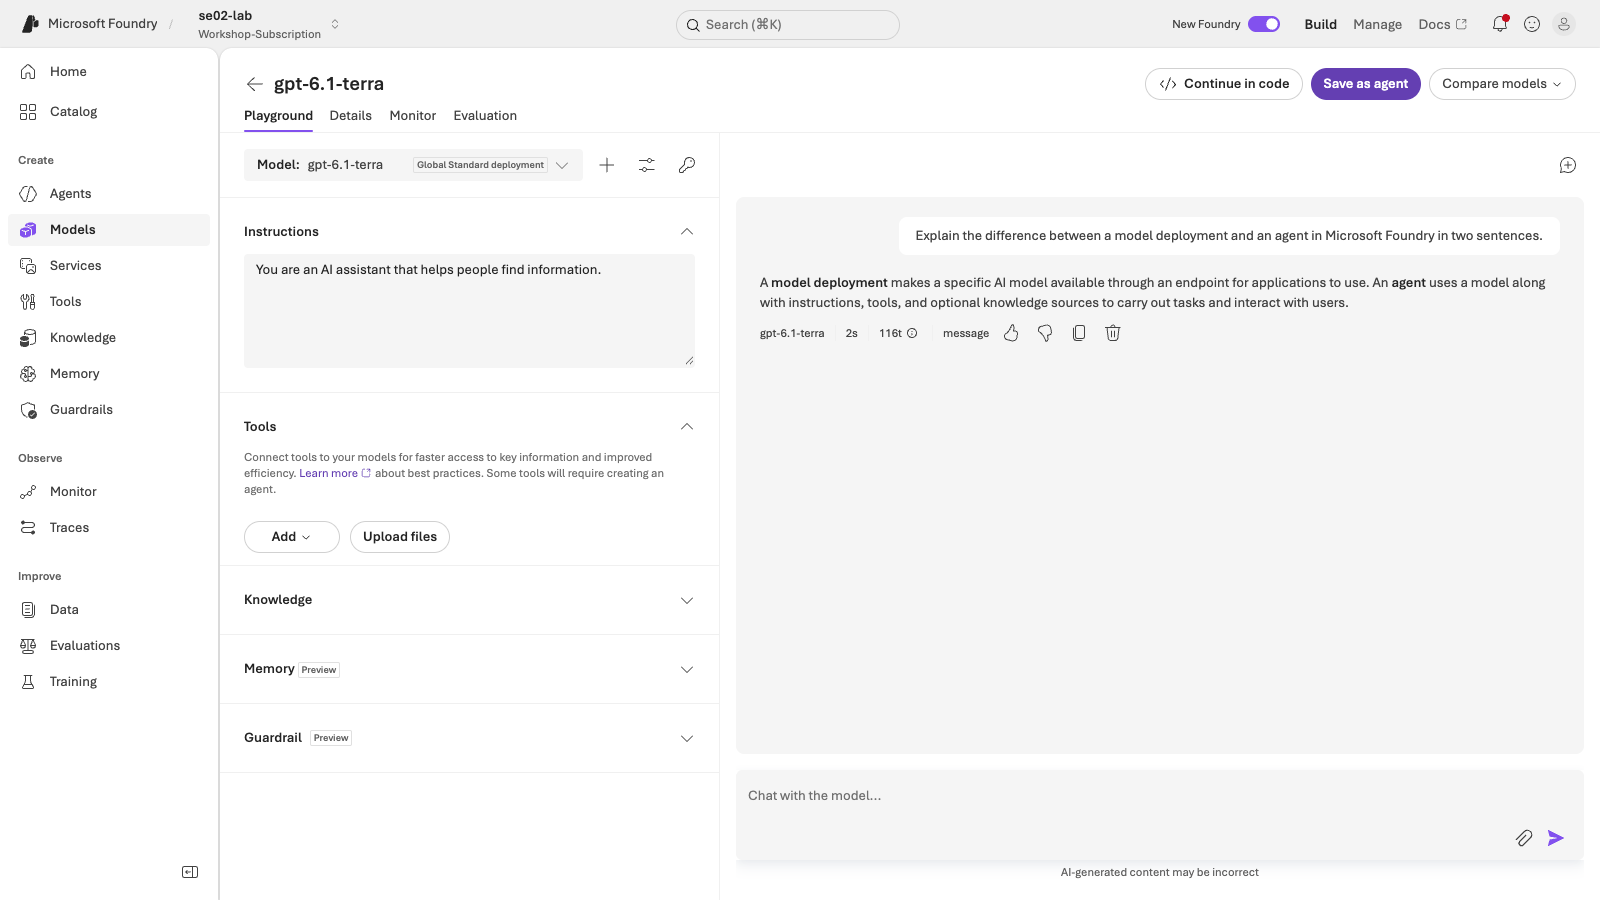 Microsoft Foundry
/
se02-lab
Workshop-Subscription
Search (⌘K)
New Foundry
Build
Manage
Docs
Home
Catalog
Create
Agents
Models
Services
Tools
Knowledge
Memory
Guardrails
Observe
Monitor
Traces
Improve
Data
Evaluations
Training
gpt-6.1-terra
Continue in code
Save as agent
Compare models
Playground
Details
Monitor
Evaluation
Model: gpt-6.1-terra
Global Standard deployment
Instructions
You are an AI assistant that helps people find information.
Tools
Connect tools to your models for faster access to key information and improved
efficiency. Learn more about best practices. Some tools will require creating an
agent.
Add
Upload files
Knowledge
Memory Preview
Guardrail Preview
Explain the difference between a model deployment and an agent in Microsoft Foundry in two sentences.
A model deployment makes a specific AI model available through an endpoint for applications to use. An agent uses a model along
with instructions, tools, and optional knowledge sources to carry out tasks and interact with users.
gpt-6.1-terra
2s
116t
message
Chat with the model...
AI-generated content may be incorrect